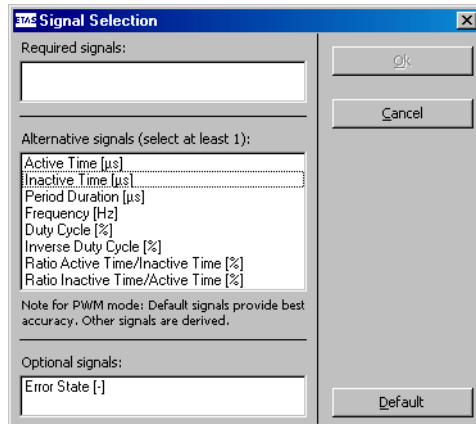 ETAS Signal Selection
Required signals:
Ok
Cancel
Alternative signals (select at least 1):
Active Time [µs]
Inactive Time [µs]
Period Duration [µs]
Frequency [Hz]
Duty Cycle [%]
Inverse Duty Cycle [%]
Ratio Active Time/Inactive Time [%]
Ratio Inactive Time/Active Time [%]
Note for PWM mode: Default signals provide best
accuracy. Other signals are derived.
Optional signals:
Error State [-]
Default